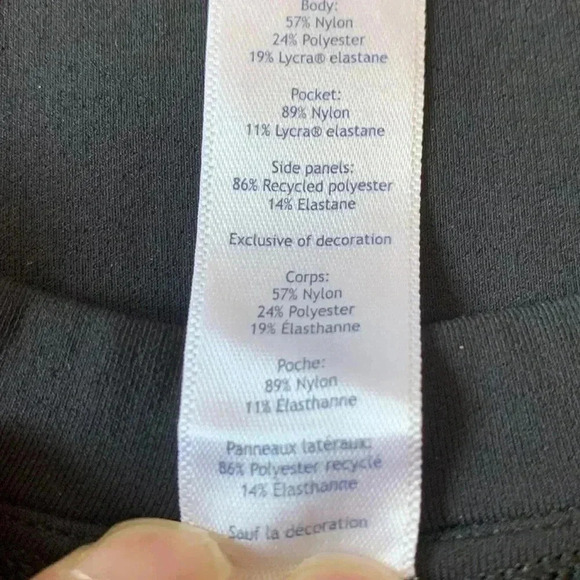 Body:
57% Nylon
24% Polyester
19% Lycra® elastane
Pocket:
89% Nylon
11% Lycra® elastane
Side panels:
86% Recycled polyester
14% Elastane
Exclusive of decoration
Corps:
57% Nylon
24% Polyester
19% Élasthanne
Poche:
89% Nylon
11% Élasthanne
Panneaux latéraux:
86% Polyester recyclé
14% Élasthanne
Sauf la décoration